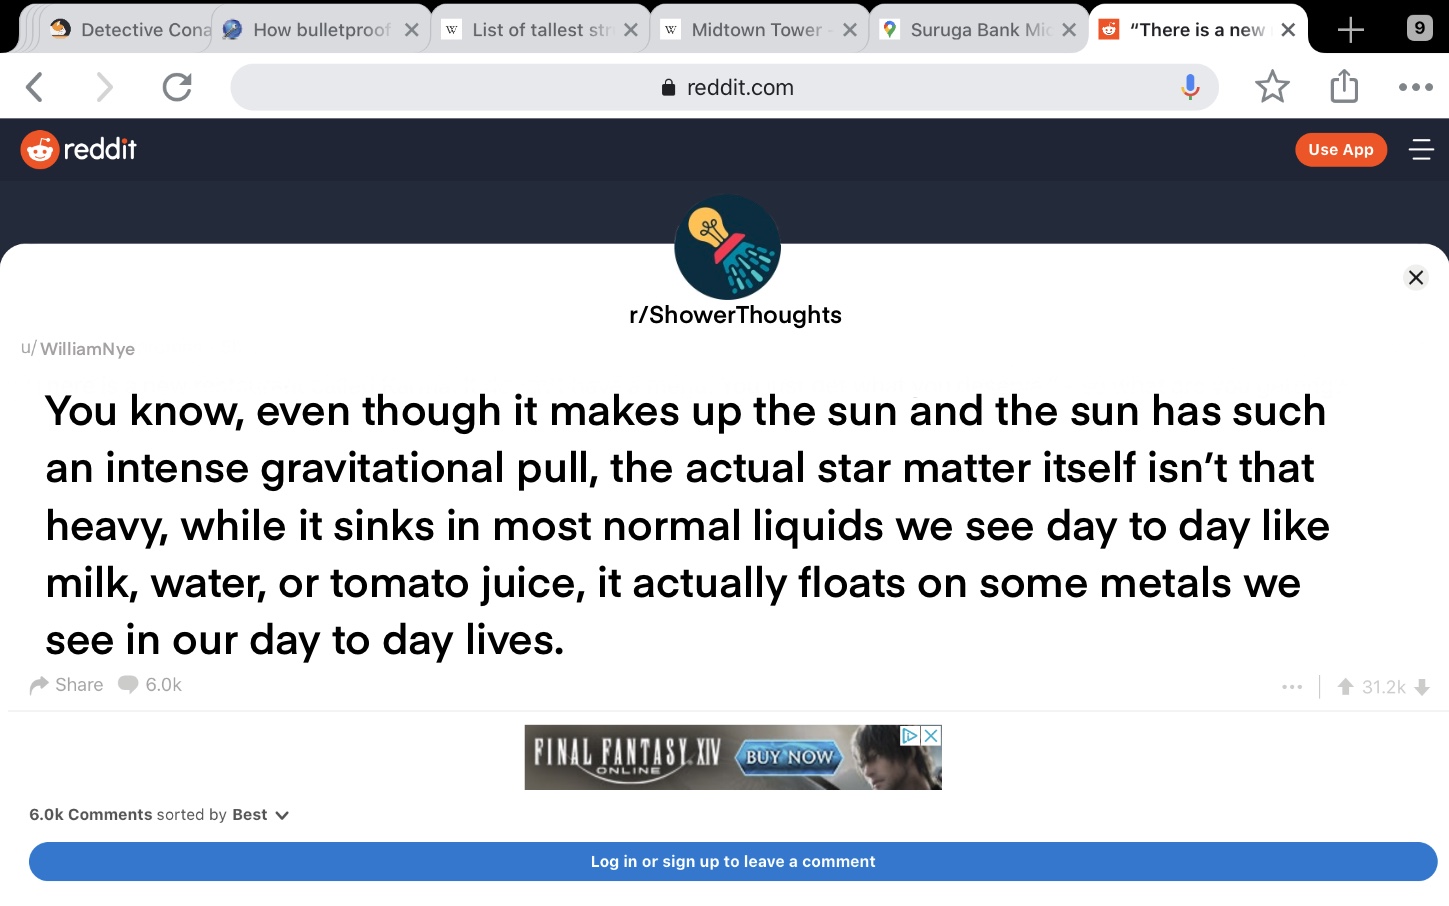 Detective Cona
How bulletproof
W List of tallest str
W Midtown Tower -
Suruga Bank Mic
“There is a new
9
reddit.com
reddit
Use App
r/ShowerThoughts
u/ WilliamNye
You know, even though it makes up the sun and the sun has such
an intense gravitational pull, the actual star matter itself isn’t that
heavy, while it sinks in most normal liquids we see day to day like
milk, water, or tomato juice, it actually floats on some metals we
see in our day to day lives.
Share 6.0k
31.2k
FINAL FANTASY XIV
ONLINE
BUY NOW
6.0k Comments sorted by Best
Log in or sign up to leave a comment